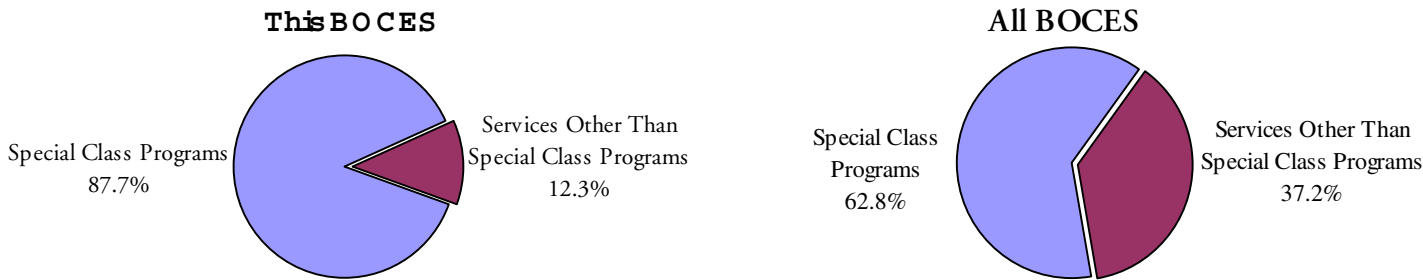 This BOCES
Special Class Programs
87.7%
Services Other Than
Special Class Programs
12.3%
All BOCES
Special Class
Programs
62.8%
Services Other Than
Special Class Programs
37.2%